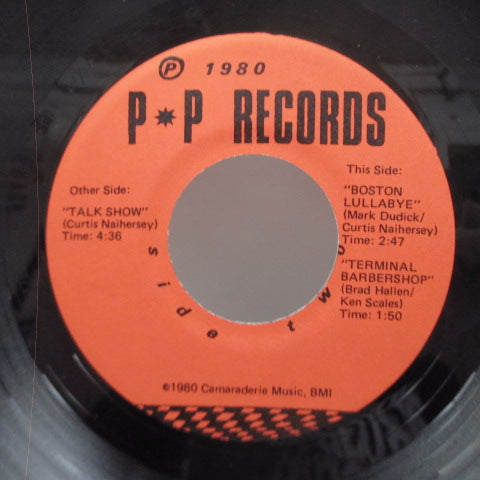 ℗ 1980
P*P RECORDS
Other Side:
"TALK SHOW"
(Curtis Naihersey)
Time: 4:36
This Side:
"BOSTON
LULLABYE"
(Mark Dudick/
Curtis Naihersey)
Time: 2:47
"TERMINAL
BARBERSHOP"
(Brad Hallen/
Ken Scales)
Time: 1:50
side two
©1980 Camaraderie Music, BMI